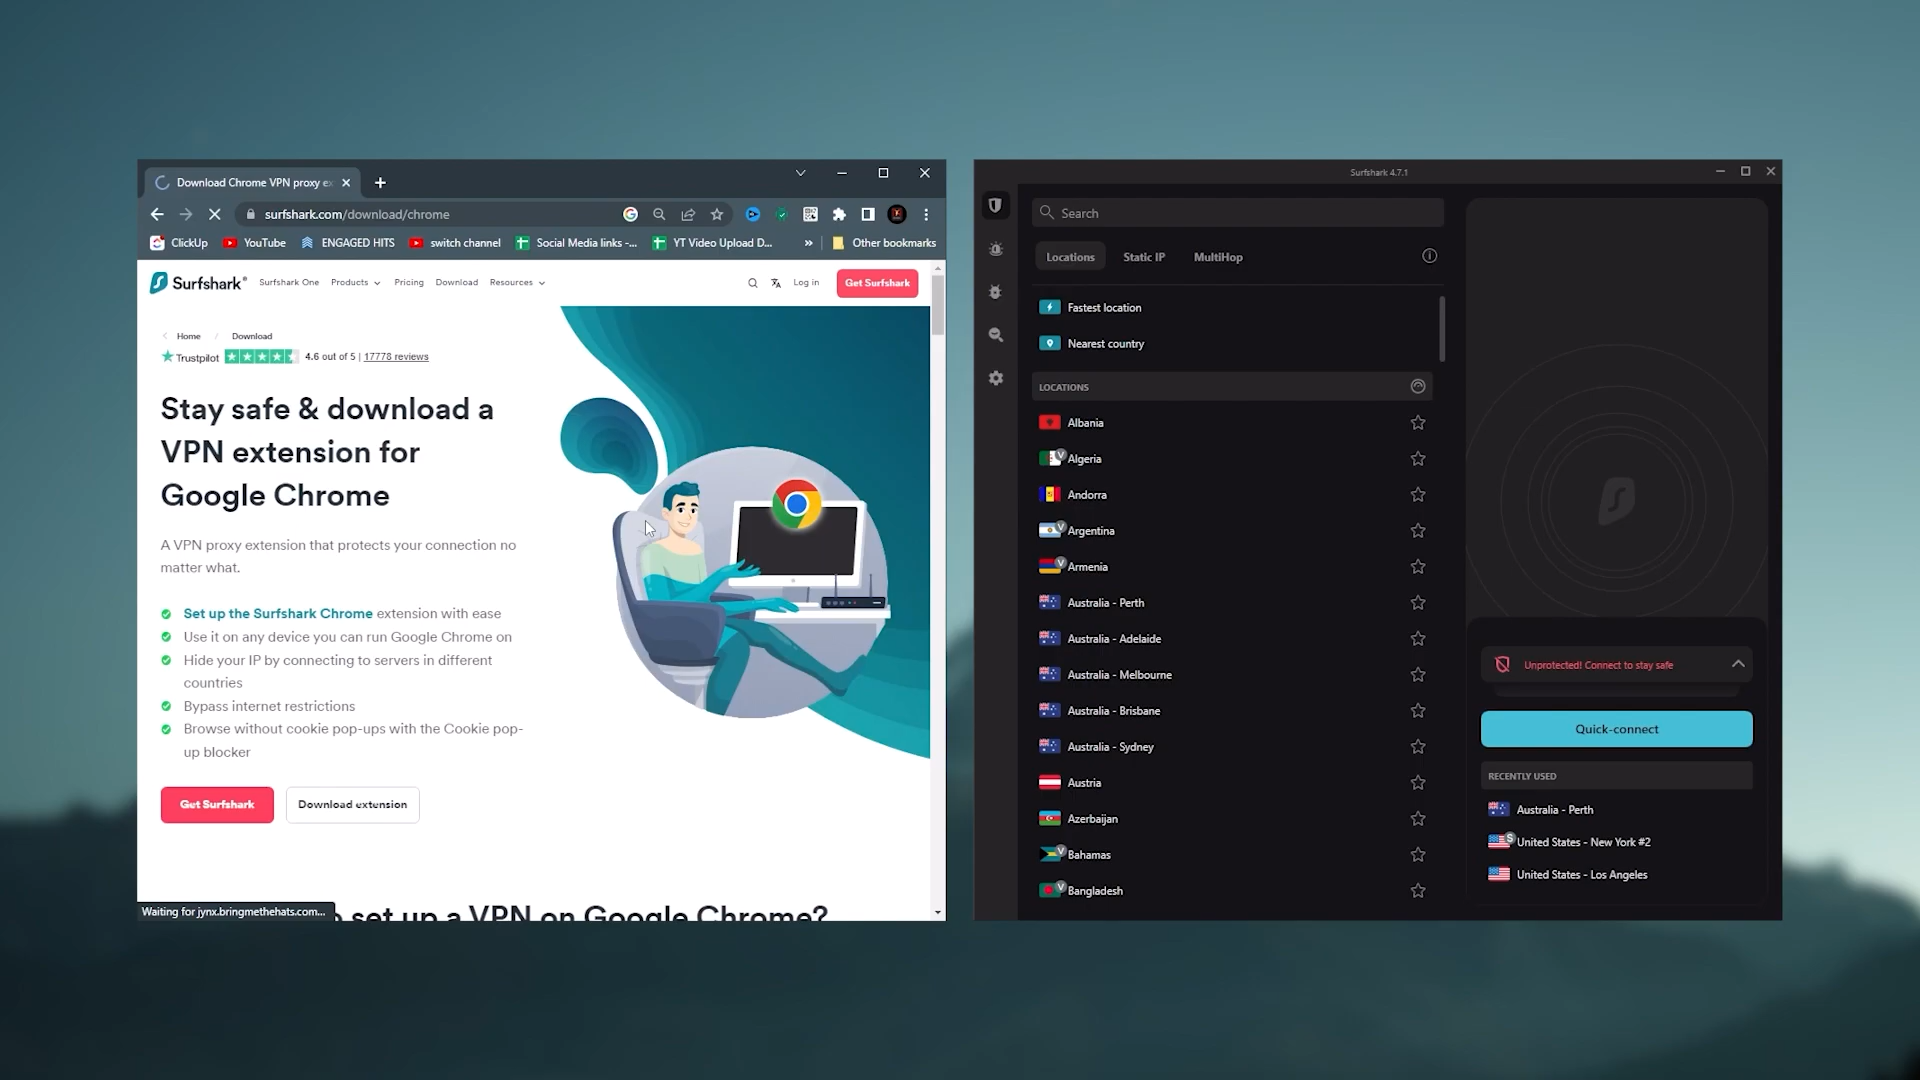 Download Chrome VPN proxy ex
surfshark.com/download/chrome
ClickUp
YouTube
ENGAGED HITS
switch channel
Social Media links -...
YT Video Upload D...
»
Other bookmarks
Surfshark®
Surfshark One
Products
Pricing
Download
Resources
Log in
Get Surfshark
Home / Download
Trustpilot 4.6 out of 5 | 17778 reviews
Stay safe & download a
VPN extension for
Google Chrome
A VPN proxy extension that protects your connection no
matter what.
Set up the Surfshark Chrome extension with ease
Use it on any device you can run Google Chrome on
Hide your IP by connecting to servers in different
countries
Bypass internet restrictions
Browse without cookie pop-ups with the Cookie pop-
up blocker
Get Surfshark
Download extension
Waiting for jynx.bringmethehats.com...
set up a VPN on Google Chrome?
Surfshark 4.7.1
Search
Locations
Static IP
MultiHop
Fastest location
Nearest country
LOCATIONS
Albania
Algeria
Andorra
Argentina
Armenia
Australia - Perth
Australia - Adelaide
Australia - Melbourne
Australia - Brisbane
Australia - Sydney
Austria
Azerbaijan
Bahamas
Bangladesh
Unprotected! Connect to stay safe
Quick-connect
RECENTLY USED
Australia - Perth
United States - New York #2
United States - Los Angeles